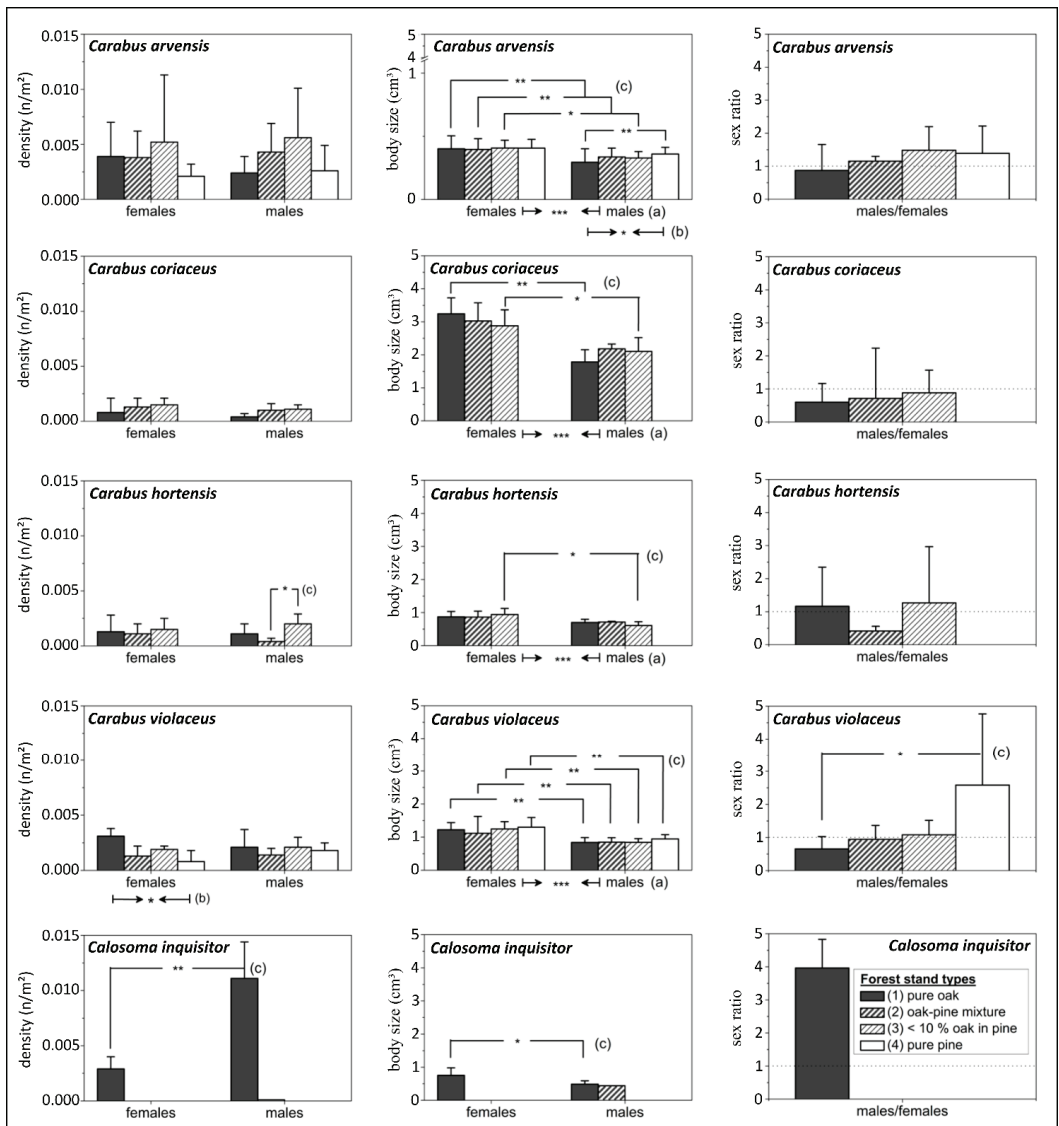 Carabus arvensis
density (n/m²)
0.015
0.010
0.005
0.000
females
males
Carabus arvensis
body size (cm³)
5
4
1
0
** (c)
**
*
**
females
*** males (a)
* (b)
Carabus arvensis
sex ratio
5
4
3
2
1
0
males/females
Carabus coriaceus
density (n/m²)
0.015
0.010
0.005
0.000
females
males
Carabus coriaceus
body size (cm³)
5
4
3
2
1
0
** (c)
*
females
*** males (a)
Carabus coriaceus
sex ratio
5
4
3
2
1
0
males/females
Carabus hortensis
density (n/m²)
0.015
0.010
0.005
0.000
* (c)
females
males
Carabus hortensis
body size (cm³)
5
4
3
2
1
0
* (c)
females
*** males (a)
Carabus hortensis
sex ratio
5
4
3
2
1
0
males/females
Carabus violaceus
density (n/m²)
0.015
0.010
0.005
0.000
females
males
* (b)
Carabus violaceus
body size (cm³)
5
4
3
2
1
0
** (c)
**
**
**
females
*** males (a)
Carabus violaceus
sex ratio
5
4
3
2
1
0
* (c)
males/females
Calosoma inquisitor
density (n/m²)
0.015
0.010
0.005
0.000
** (c)
females
males
Calosoma inquisitor
body size (cm³)
5
4
3
2
1
0
* (c)
females
males
Calosoma inquisitor
sex ratio
5
4
3
2
1
0
Forest stand types
(1) pure oak
(2) oak-pine mixture
(3) < 10 % oak in pine
(4) pure pine
males/females